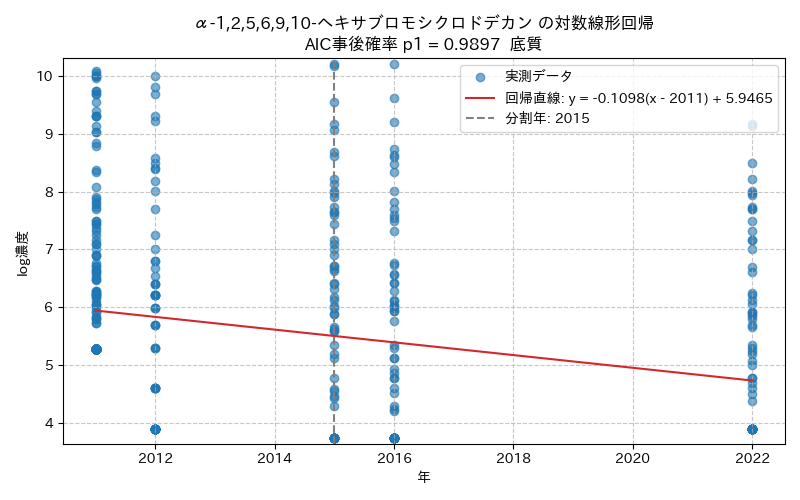 α-1,2,5,6,9,10-ヘキサブロモシクロドデカン の対数線形回帰
AIC事後確率 p1 = 0.9897 底質
実測データ
回帰直線: y = -0.1098(x - 2011) + 5.9465
分割年: 2015
log濃度
10
9
8
7
6
5
4
2012
2014
2016
2018
2020
2022
年